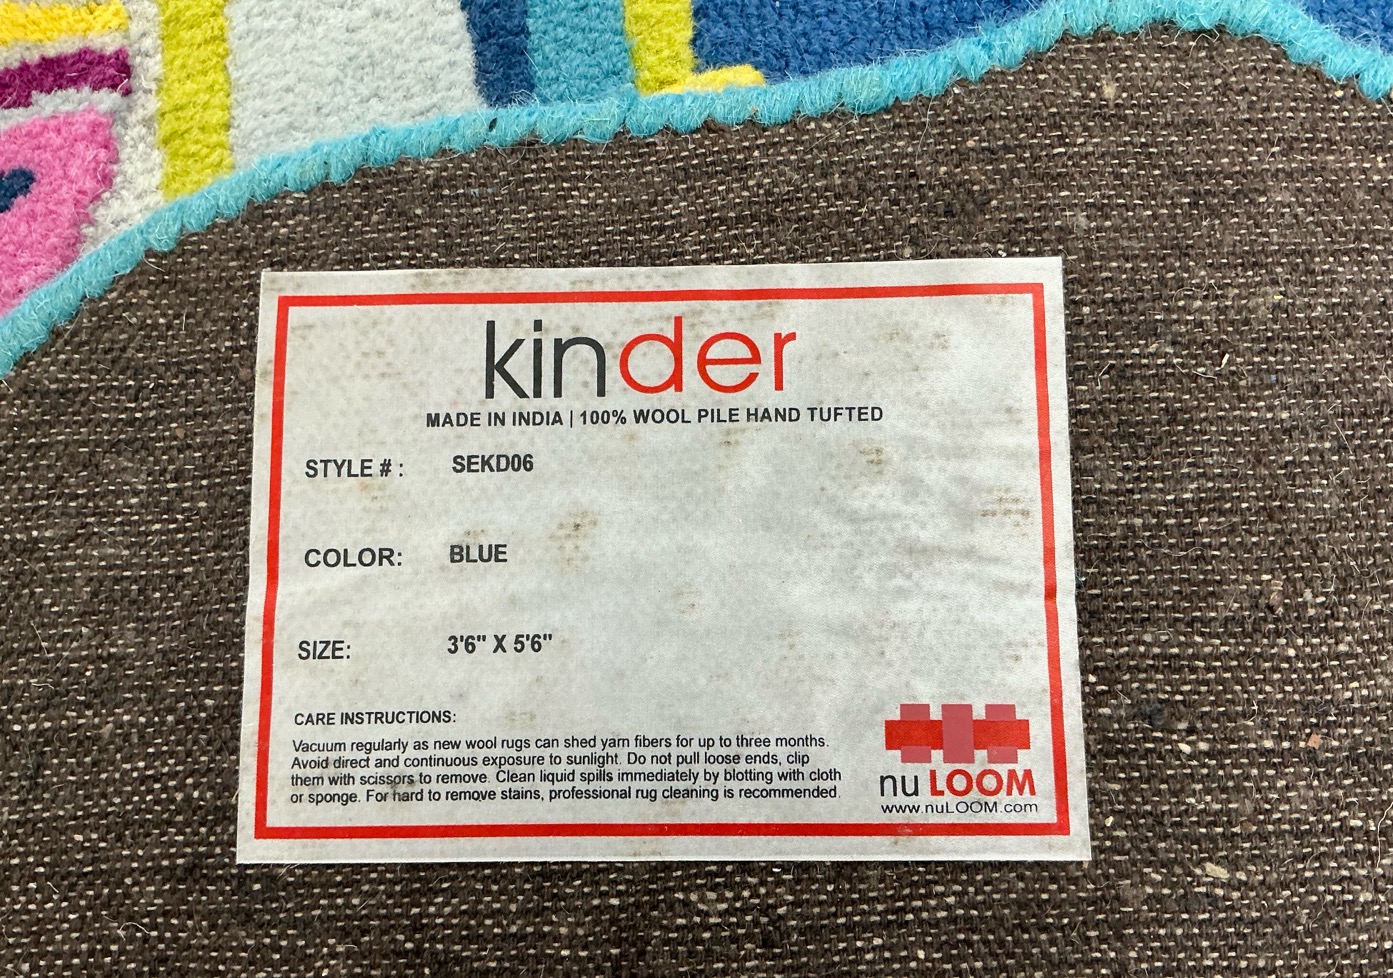 kinder
MADE IN INDIA | 100% WOOL PILE HAND TUFTED
STYLE # : SEKD06
COLOR: BLUE
SIZE: 3'6" X 5'6"
CARE INSTRUCTIONS:
Vacuum regularly as new wool rugs can shed yarn fibers for up to three months.
Avoid direct and continuous exposure to sunlight. Do not pull loose ends, clip
them with scissors to remove. Clean liquid spills immediately by blotting with cloth
or sponge. For hard to remove stains, professional rug cleaning is recommended.
nu LOOM
www.nuLOOM.com